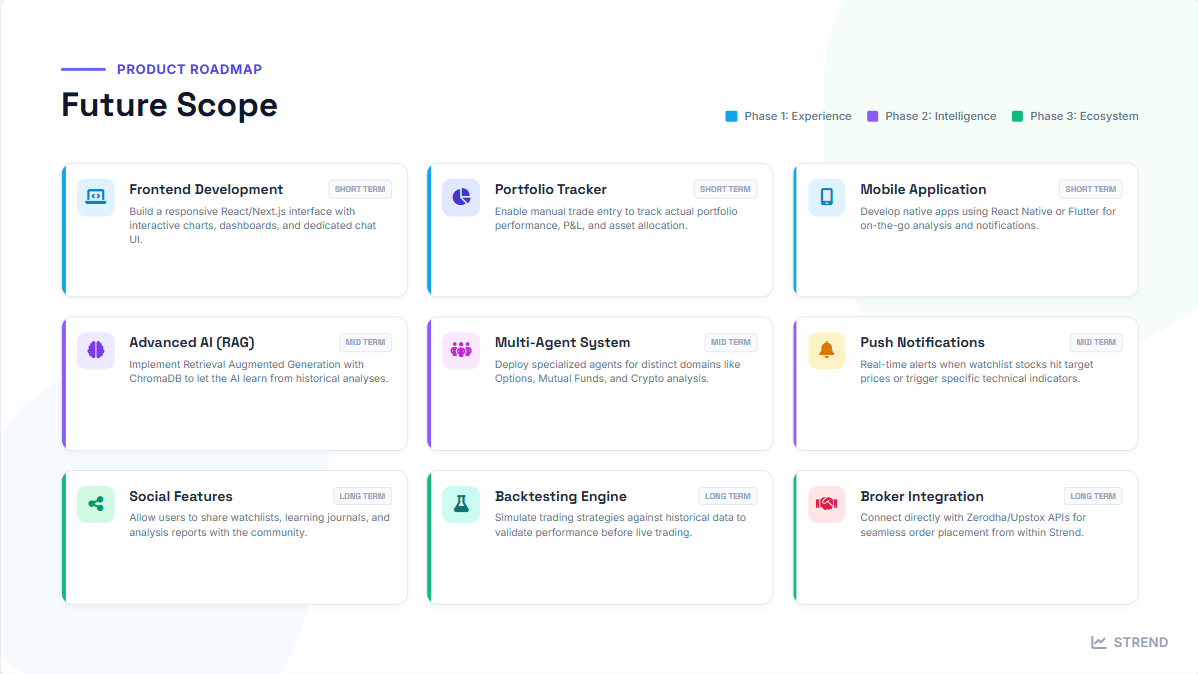 PRODUCT ROADMAP
Future Scope
Phase 1: Experience
Phase 2: Intelligence
Phase 3: Ecosystem
Frontend Development
SHORT TERM
Build a responsive React/Next.js interface with
interactive charts, dashboards, and dedicated chat
UI.
Portfolio Tracker
SHORT TERM
Enable manual trade entry to track actual portfolio
performance, P&L, and asset allocation.
Mobile Application
SHORT TERM
Develop native apps using React Native or Flutter for
on-the-go analysis and notifications.
Advanced AI (RAG)
MID TERM
Implement Retrieval Augmented Generation with
ChromaDB to let the AI learn from historical analyses.
Multi-Agent System
MID TERM
Deploy specialized agents for distinct domains like
Options, Mutual Funds, and Crypto analysis.
Push Notifications
MID TERM
Real-time alerts when watchlist stocks hit target
prices or trigger specific technical indicators.
Social Features
LONG TERM
Allow users to share watchlists, learning journals, and
analysis reports with the community.
Backtesting Engine
LONG TERM
Simulate trading strategies against historical data to
validate performance before live trading.
Broker Integration
LONG TERM
Connect directly with Zerodha/Upstox APIs for
seamless order placement from within Strend.
STREND